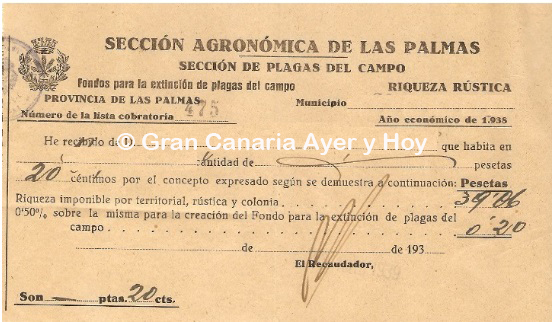 SECCIÓN AGRONÓMICA DE LAS PALMAS
SECCIÓN DE PLAGAS DEL CAMPO
Fondos para la extinción de plagas del campo
RIQUEZA RÚSTICA
PROVINCIA DE LAS PALMAS
Municipio
Número de la lista cobratoria 475
Año económico de 1.938
© Gran Canaria Ayer y Hoy
He recibido de D. que habita en
cantidad de pesetas
20 céntimos por el concepto expresado según se demuestra a continuación: Pesetas
Riqueza imponible por territorial, rústica y colonia 39'06
0'50% sobre la misma para la creación del Fondo para la extinción de plagas del
campo 0'20
de de 193
El Recaudador,
Son — ptas. 20 cts.